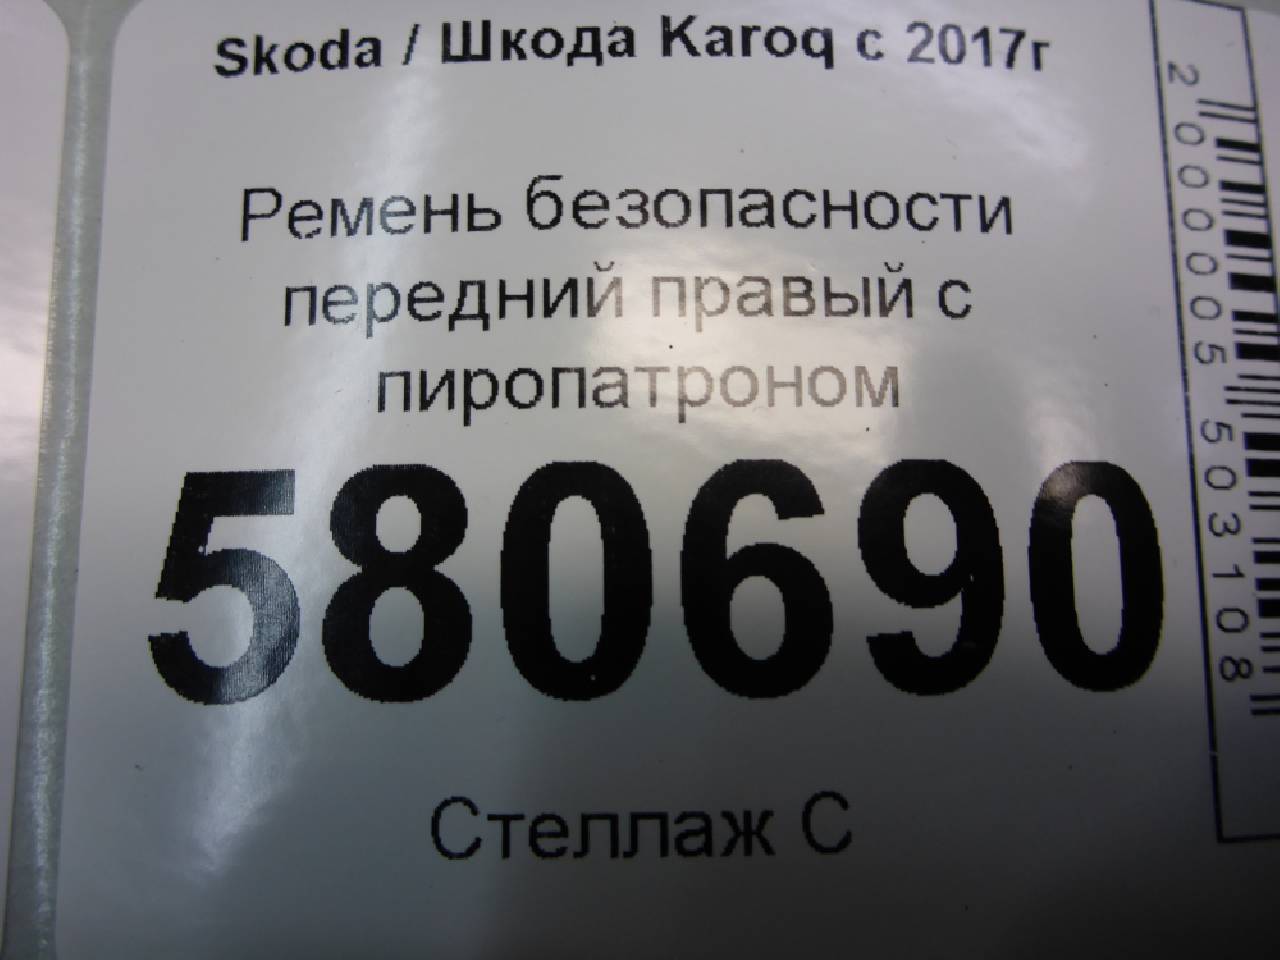 Skoda / Шкода Karoq с 2017г
Ремень безопасности
передний правый с
пиропатроном
580690
Стеллаж С
2000005503108